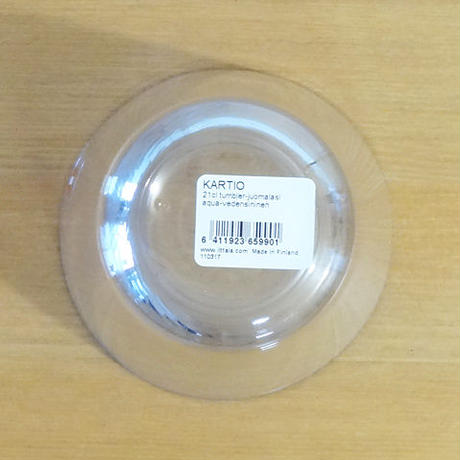 KARTIO
21cl tumbler-juomalasi
aqua-vedensininen
6 411923 659901
www.iittala.com Made in Finland
110317